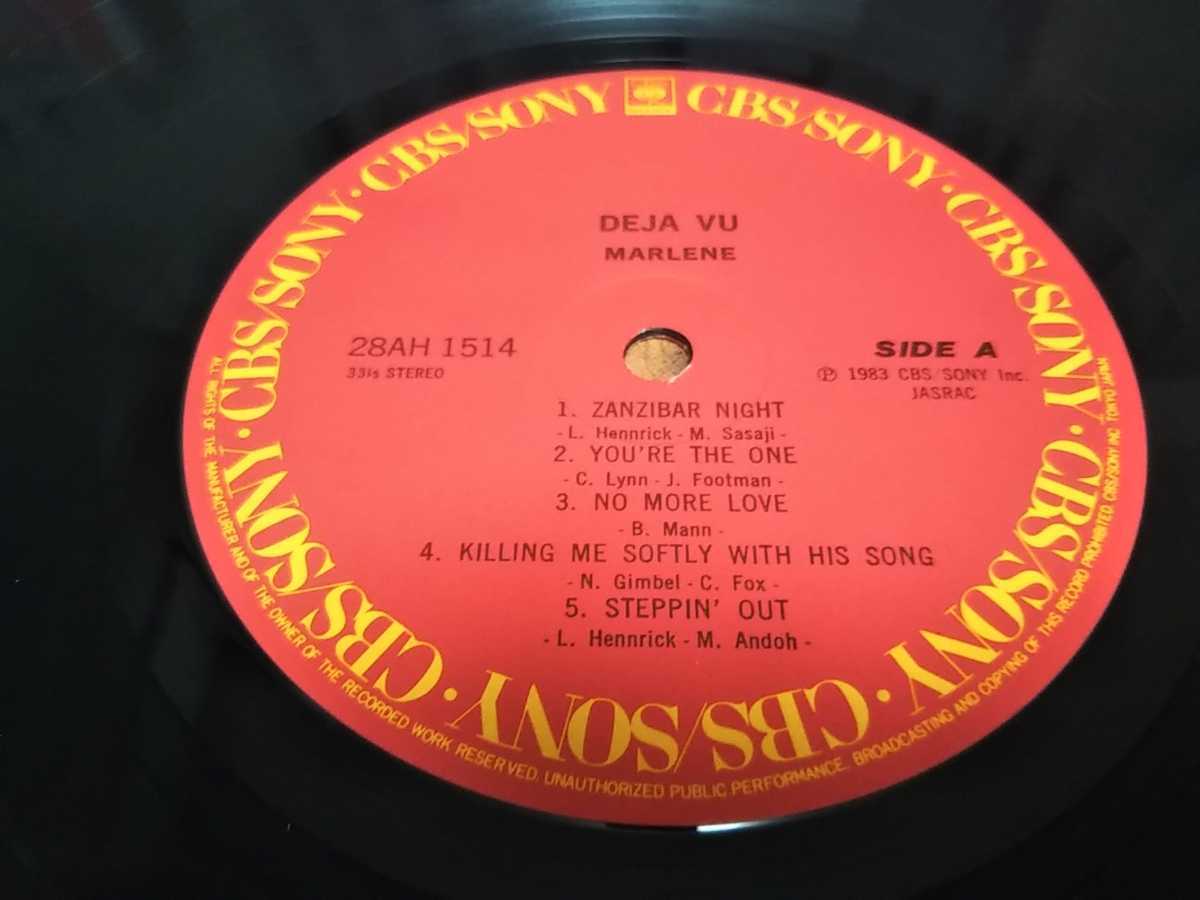 CBS/SONY CBS/SONY · CBS/SONY · CBS/SONY · CBS/SONY · CBS/SONY · CBS/SONY · CBS/SONY
DEJA VU
MARLENE
28AH 1514
33⅓ STEREO
SIDE A
Ⓟ 1983 CBS/SONY Inc.
JASRAC
1. ZANZIBAR NIGHT
- L. Hennrick - M. Sasaji -
2. YOU'RE THE ONE
- C. Lynn - J. Footman -
3. NO MORE LOVE
- B. Mann -
4. KILLING ME SOFTLY WITH HIS SONG
- N. Gimbel - C. Fox -
5. STEPPIN' OUT
- L. Hennrick - M. Andoh -
ALL RIGHTS OF THE MANUFACTURER AND OF THE OWNER OF THE RECORDED WORK RESERVED. UNAUTHORIZED PUBLIC PERFORMANCE, BROADCASTING AND COPYING OF THIS RECORD PROHIBITED. CBS/SONY INC. TOKYO JAPAN